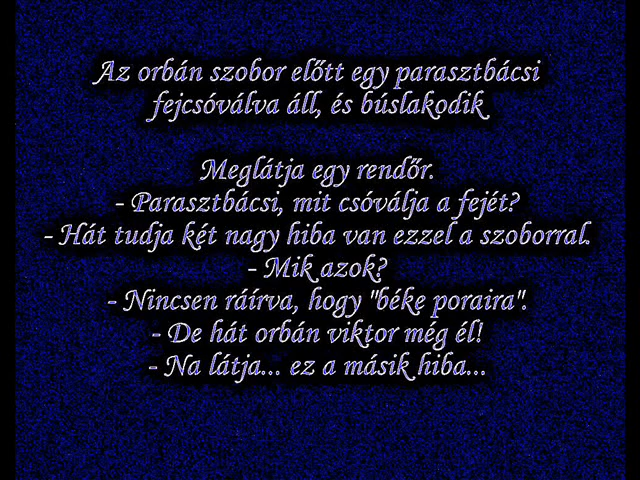 Az orbán szobor előtt egy parasztbácsi
fejcsóválva áll, és búslakodik
Meglátja egy rendőr.
- Parasztbácsi, mit csóválja a fejét?
- Hát tudja két nagy hiba van ezzel a szoborral.
- Mik azok?
- Nincsen ráírva, hogy "béke poraira".
- De hát orbán viktor még él!
- Na látja... ez a másik hiba...